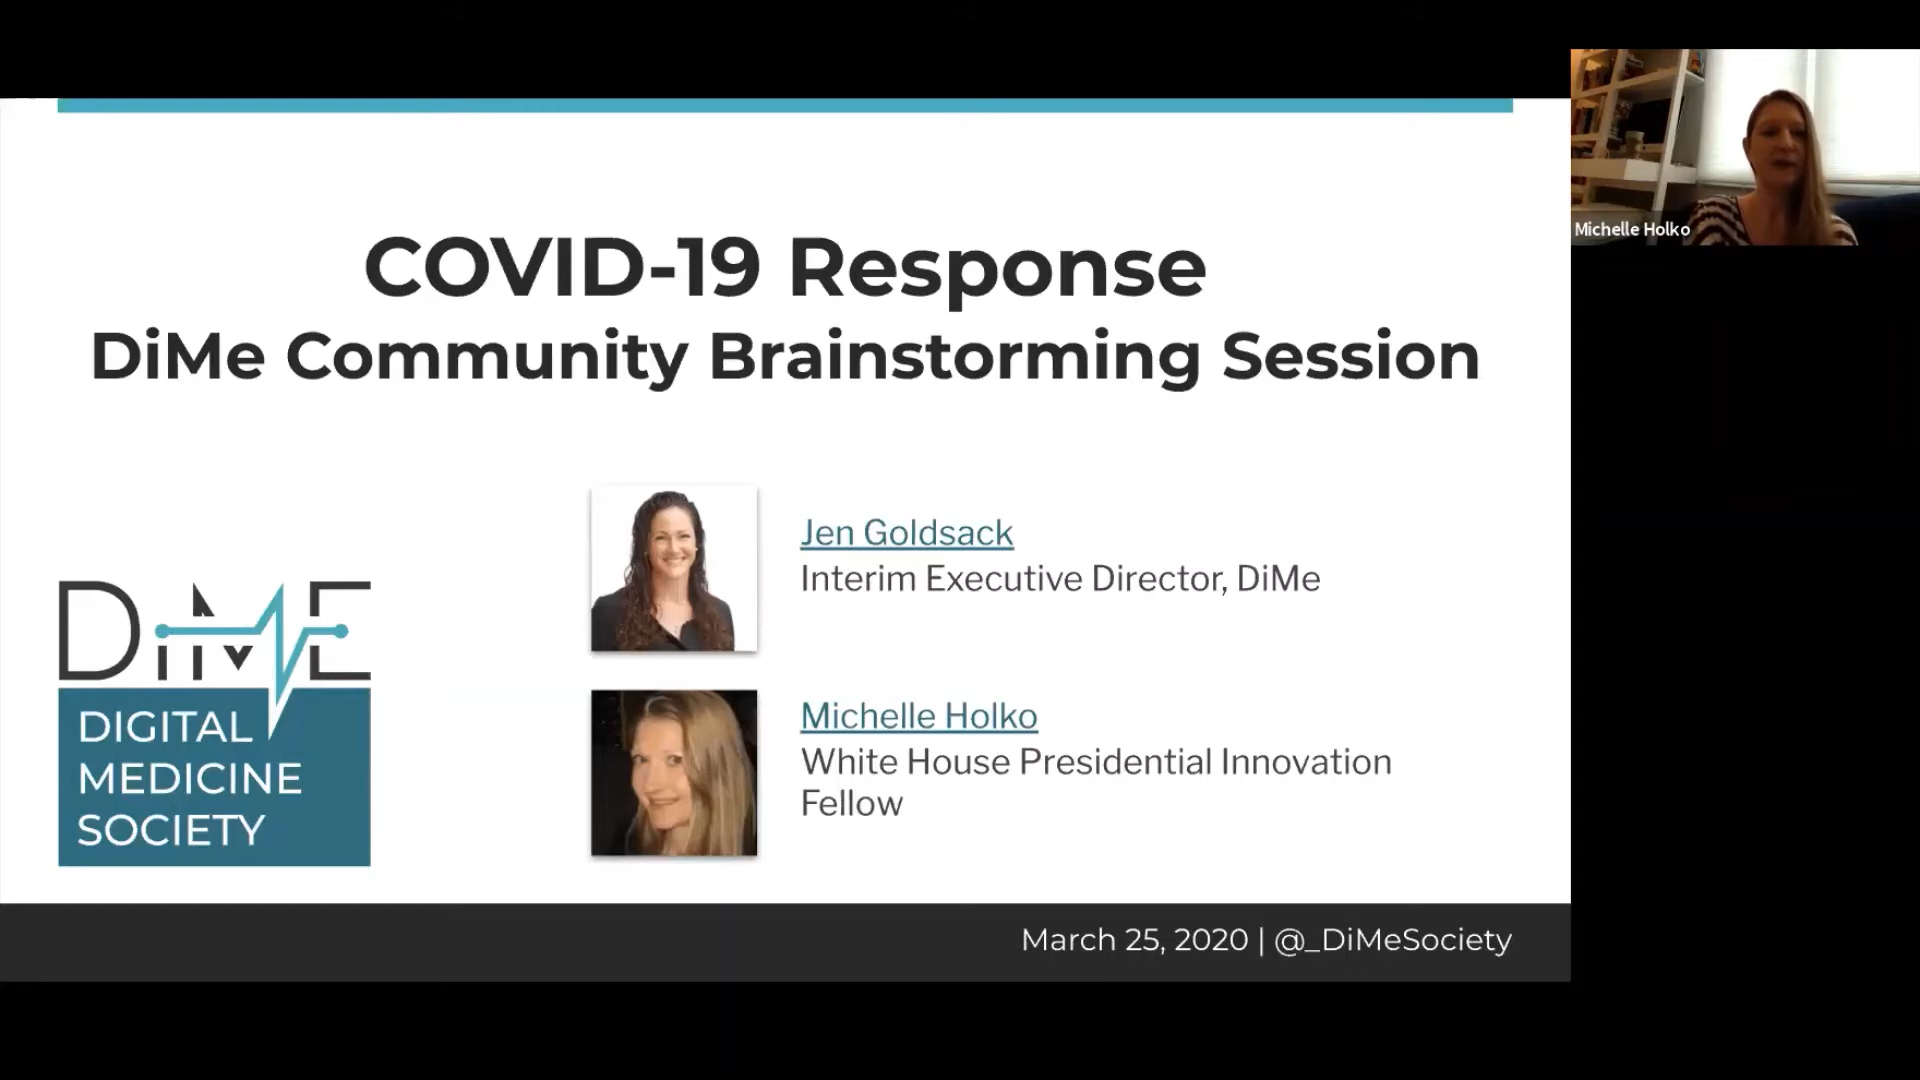 COVID-19 Response
DiMe Community Brainstorming Session
Jen Goldsack
Interim Executive Director, DiMe
Michelle Holko
White House Presidential Innovation
Fellow
DiME
DIGITAL
MEDICINE
SOCIETY
March 25, 2020 | @_DiMeSociety
Michelle Holko